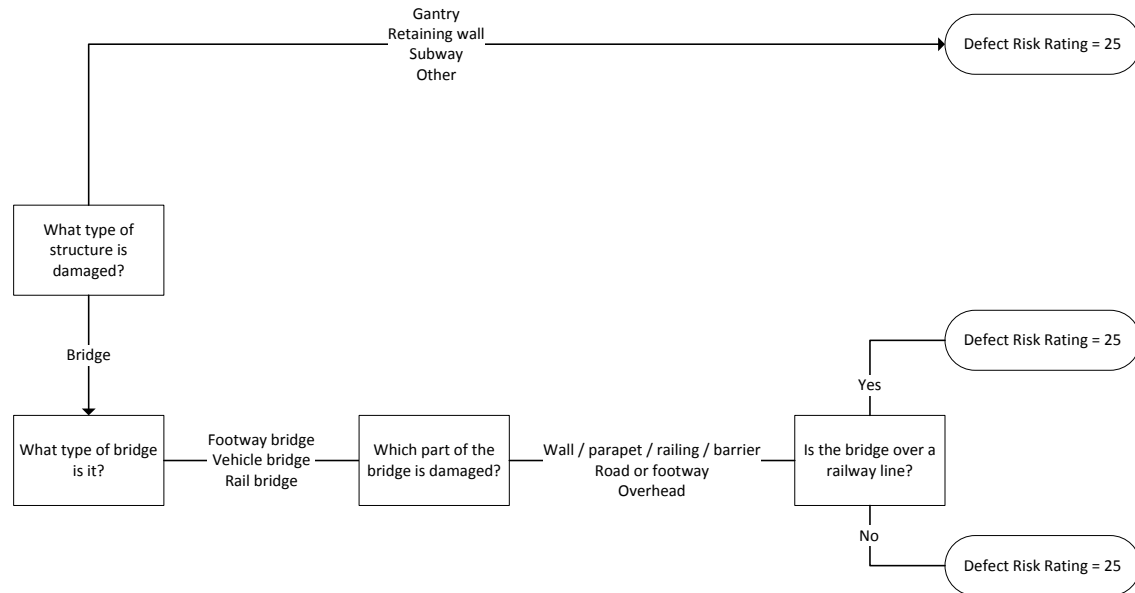 Gantry
Retaining wall
Subway
Other
Defect Risk Rating = 25
What type of
structure is
damaged?
Bridge
Defect Risk Rating = 25
Yes
What type of bridge
is it?
Footway bridge
Vehicle bridge
Rail bridge
Which part of the
bridge is damaged?
Wall / parapet / railing / barrier
Road or footway
Overhead
Is the bridge over a
railway line?
No
Defect Risk Rating = 25